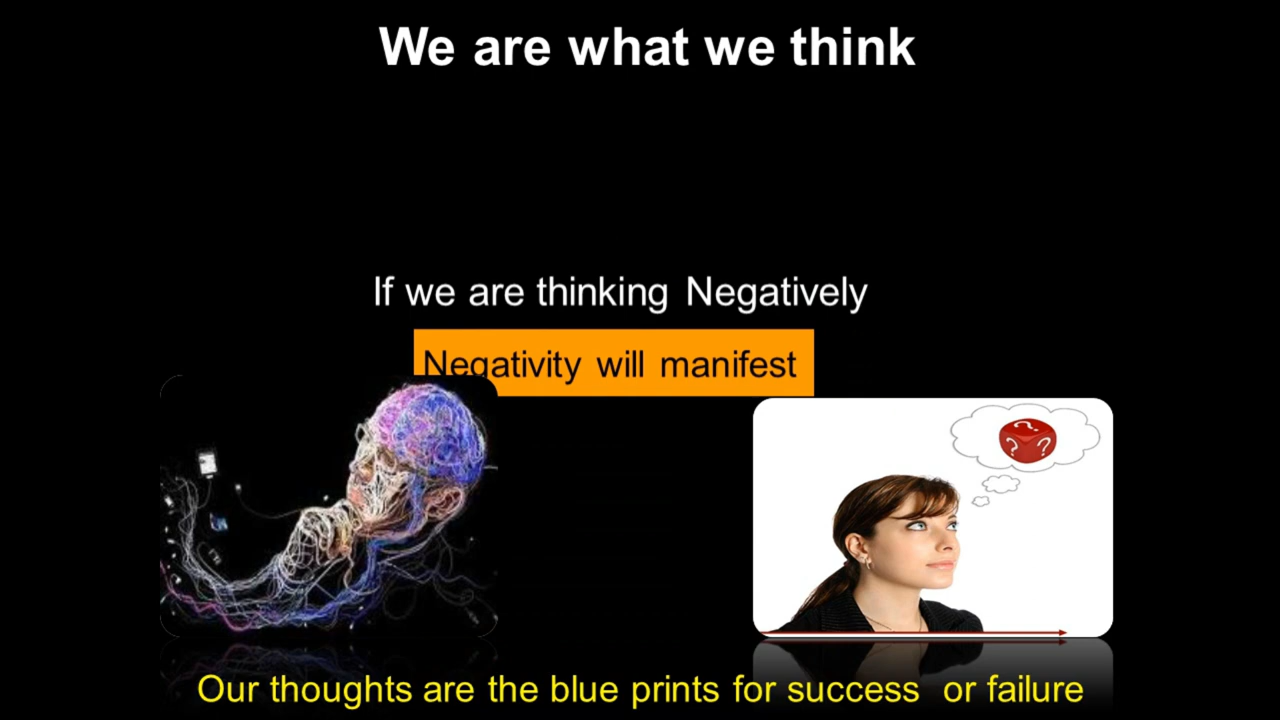 We are what we think
If we are thinking Negatively
Negativity will manifest
? ? ?
Our thoughts are the blue prints for success or failure